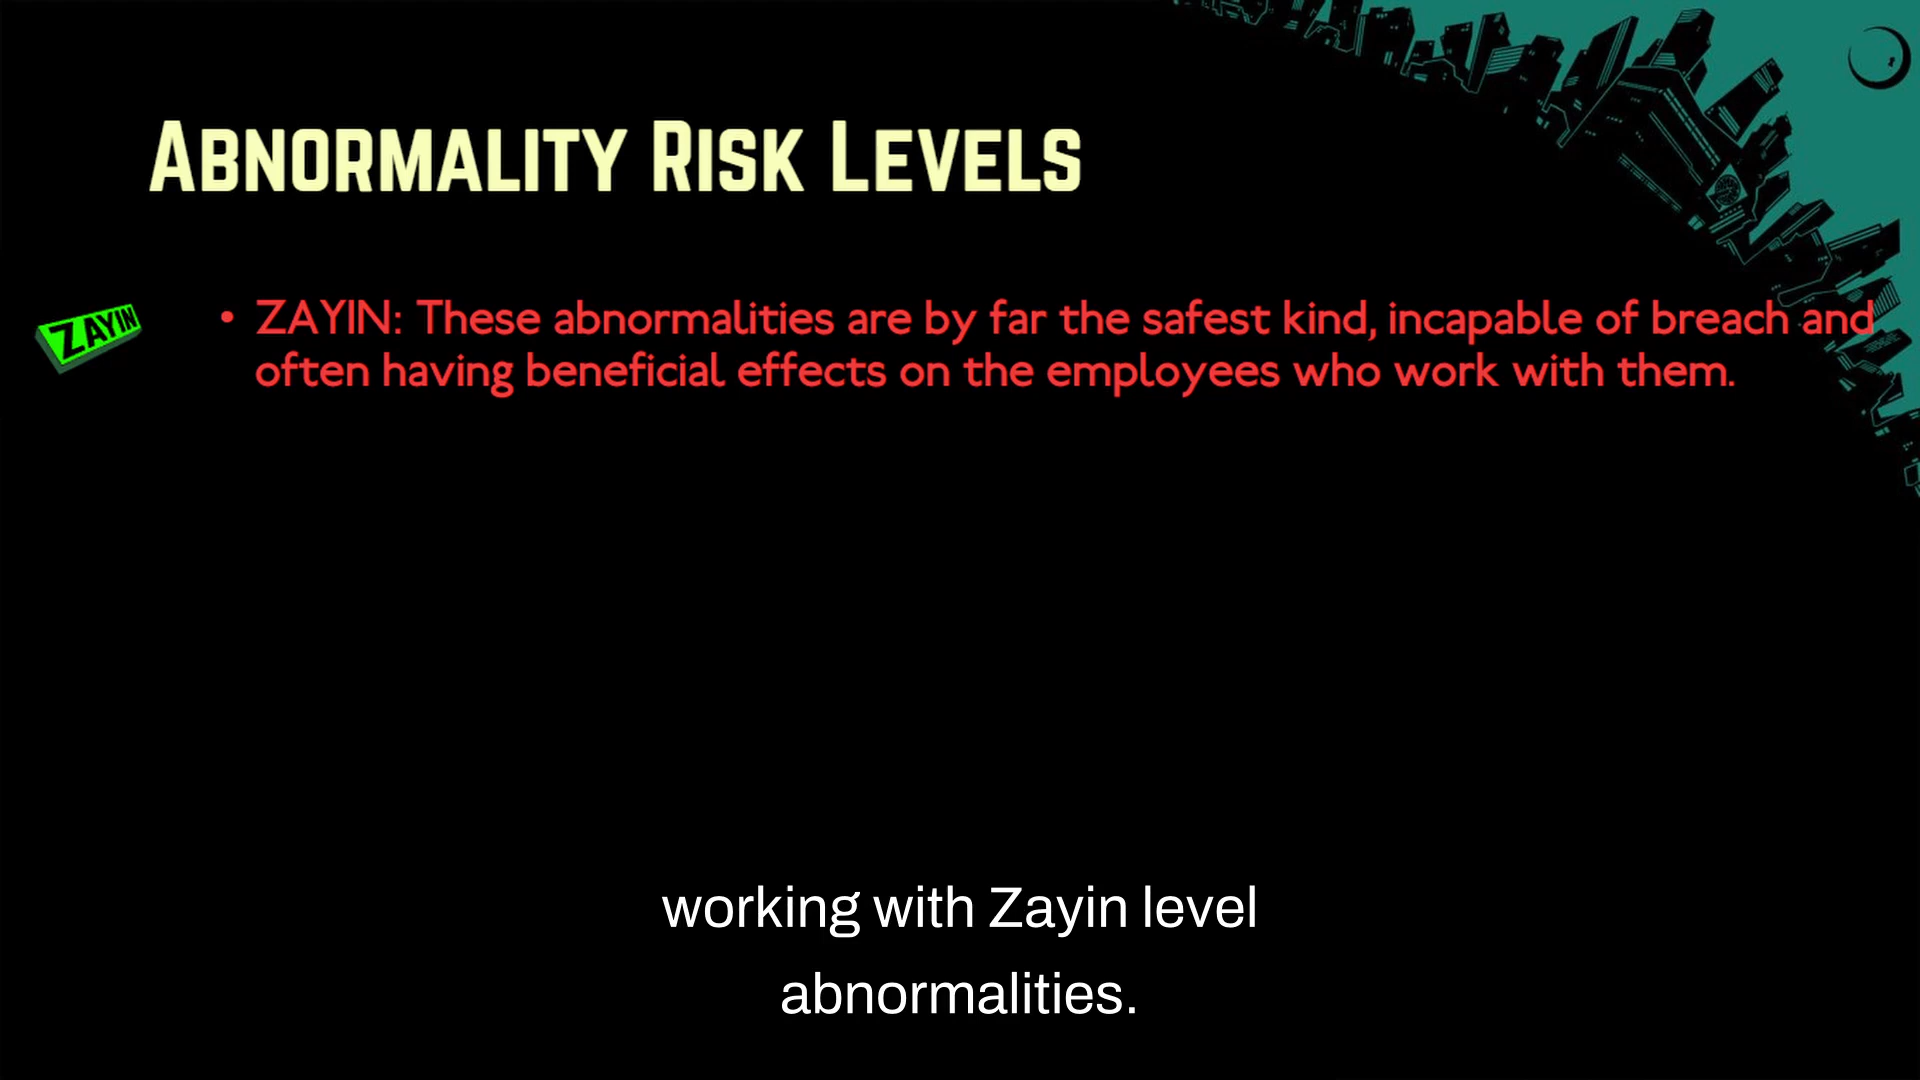 ABNORMALITY RISK LEVELS
ZAYIN
• ZAYIN: These abnormalities are by far the safest kind, incapable of breach and
often having beneficial effects on the employees who work with them.
working with Zayin level
abnormalities.